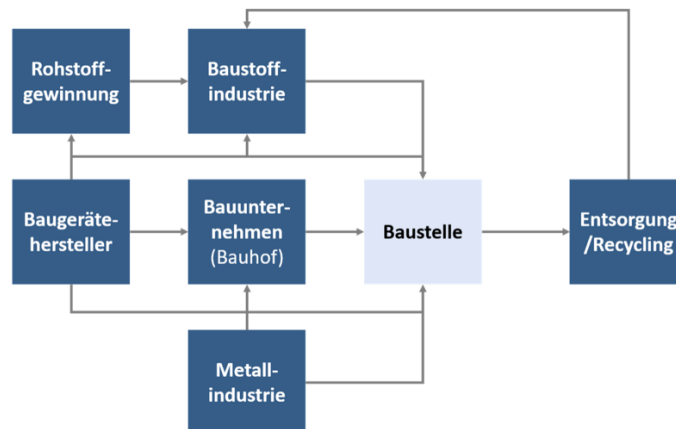 Rohstoff-
gewinnung
Baustoff-
industrie
Baugeräte-
hersteller
Bauunter-
nehmen
(Bauhof)
Baustelle
Entsorgung
/Recycling
Metall-
industrie